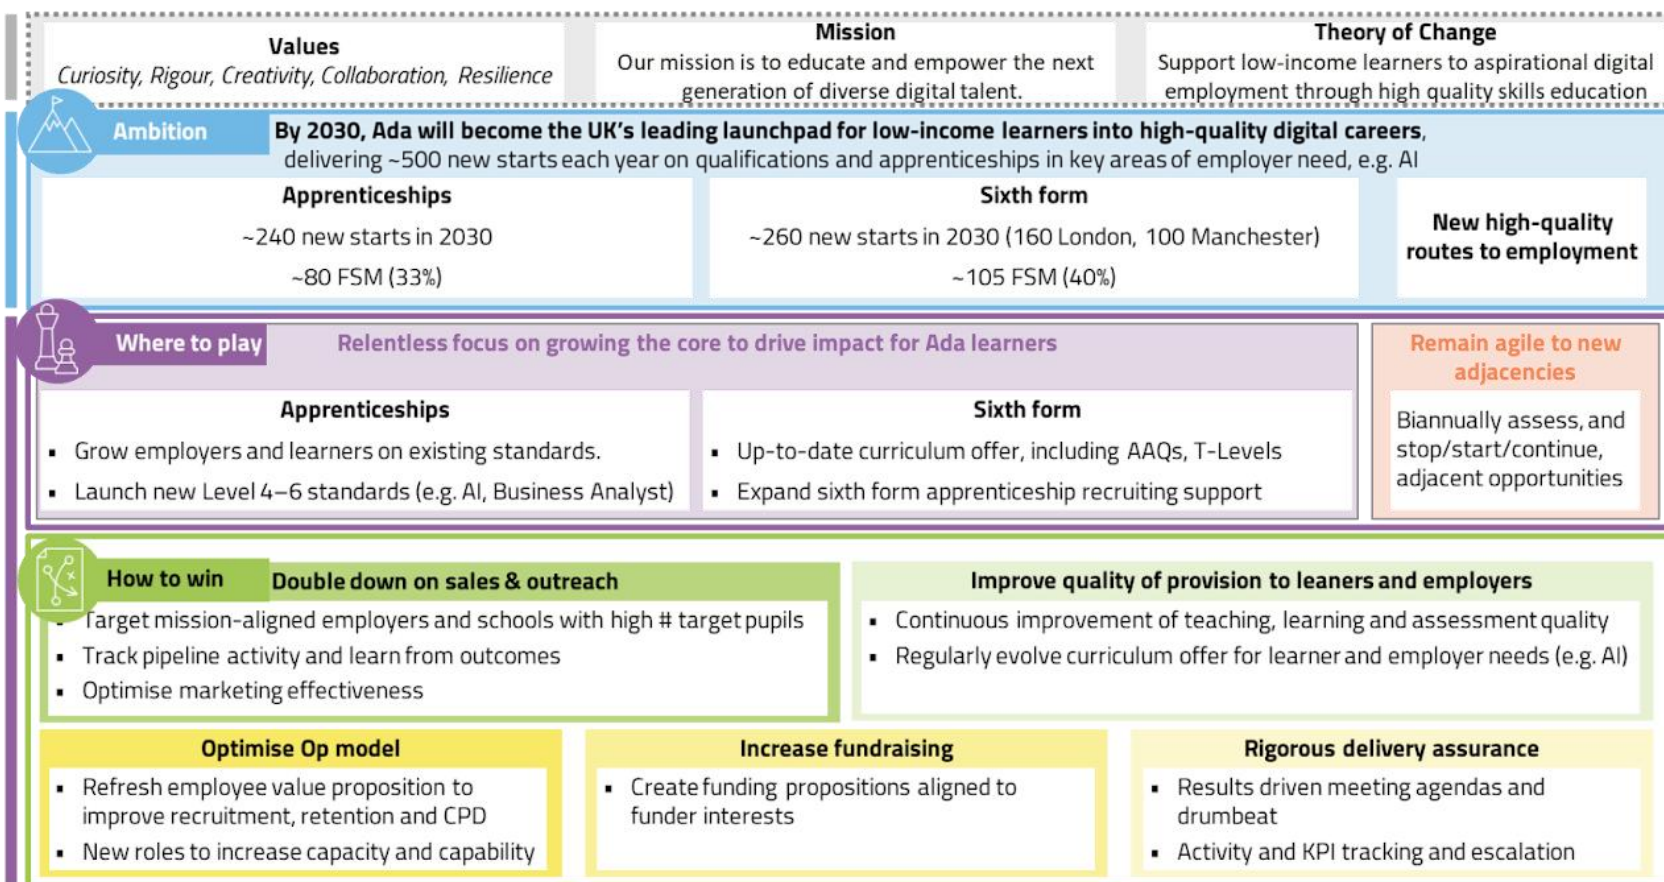 Values
Curiosity, Rigour, Creativity, Collaboration, Resilience
Mission
Our mission is to educate and empower the next
generation of diverse digital talent.
Theory of Change
Support low-income learners to aspirational digital
employment through high quality skills education
Ambition
By 2030, Ada will become the UK's leading launchpad for low-income learners into high-quality digital careers,
delivering ~500 new starts each year on qualifications and apprenticeships in key areas of employer need, e.g. AI
Apprenticeships
~240 new starts in 2030
~80 FSM (33%)
Sixth form
~260 new starts in 2030 (160 London, 100 Manchester)
~105 FSM (40%)
New high-quality
routes to employment
Where to play
Relentless focus on growing the core to drive impact for Ada learners
Apprenticeships
▪ Grow employers and learners on existing standards.
▪ Launch new Level 4–6 standards (e.g. AI, Business Analyst)
Sixth form
▪ Up-to-date curriculum offer, including AAQs, T-Levels
▪ Expand sixth form apprenticeship recruiting support
Remain agile to new
adjacencies
Biannually assess, and
stop/start/continue,
adjacent opportunities
How to win
Double down on sales & outreach
▪ Target mission-aligned employers and schools with high # target pupils
▪ Track pipeline activity and learn from outcomes
▪ Optimise marketing effectiveness
Improve quality of provision to leaners and employers
▪ Continuous improvement of teaching, learning and assessment quality
▪ Regularly evolve curriculum offer for learner and employer needs (e.g. AI)
Optimise Op model
▪ Refresh employee value proposition to
improve recruitment, retention and CPD
▪ New roles to increase capacity and capability
Increase fundraising
▪ Create funding propositions aligned to
funder interests
Rigorous delivery assurance
▪ Results driven meeting agendas and
drumbeat
▪ Activity and KPI tracking and escalation